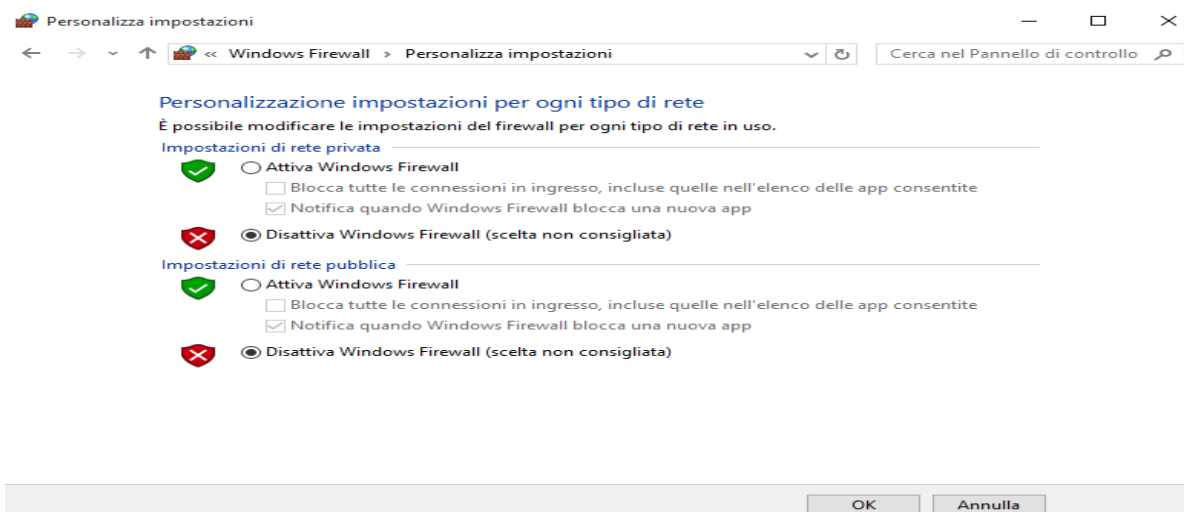 Personalizza impostazioni
« Windows Firewall > Personalizza impostazioni
Cerca nel Pannello di controllo
Personalizzazione impostazioni per ogni tipo di rete
È possibile modificare le impostazioni del firewall per ogni tipo di rete in uso.
Impostazioni di rete privata
Attiva Windows Firewall
Blocca tutte le connessioni in ingresso, incluse quelle nell'elenco delle app consentite
Notifica quando Windows Firewall blocca una nuova app
Disattiva Windows Firewall (scelta non consigliata)
Impostazioni di rete pubblica
Attiva Windows Firewall
Blocca tutte le connessioni in ingresso, incluse quelle nell'elenco delle app consentite
Notifica quando Windows Firewall blocca una nuova app
Disattiva Windows Firewall (scelta non consigliata)
OK
Annulla